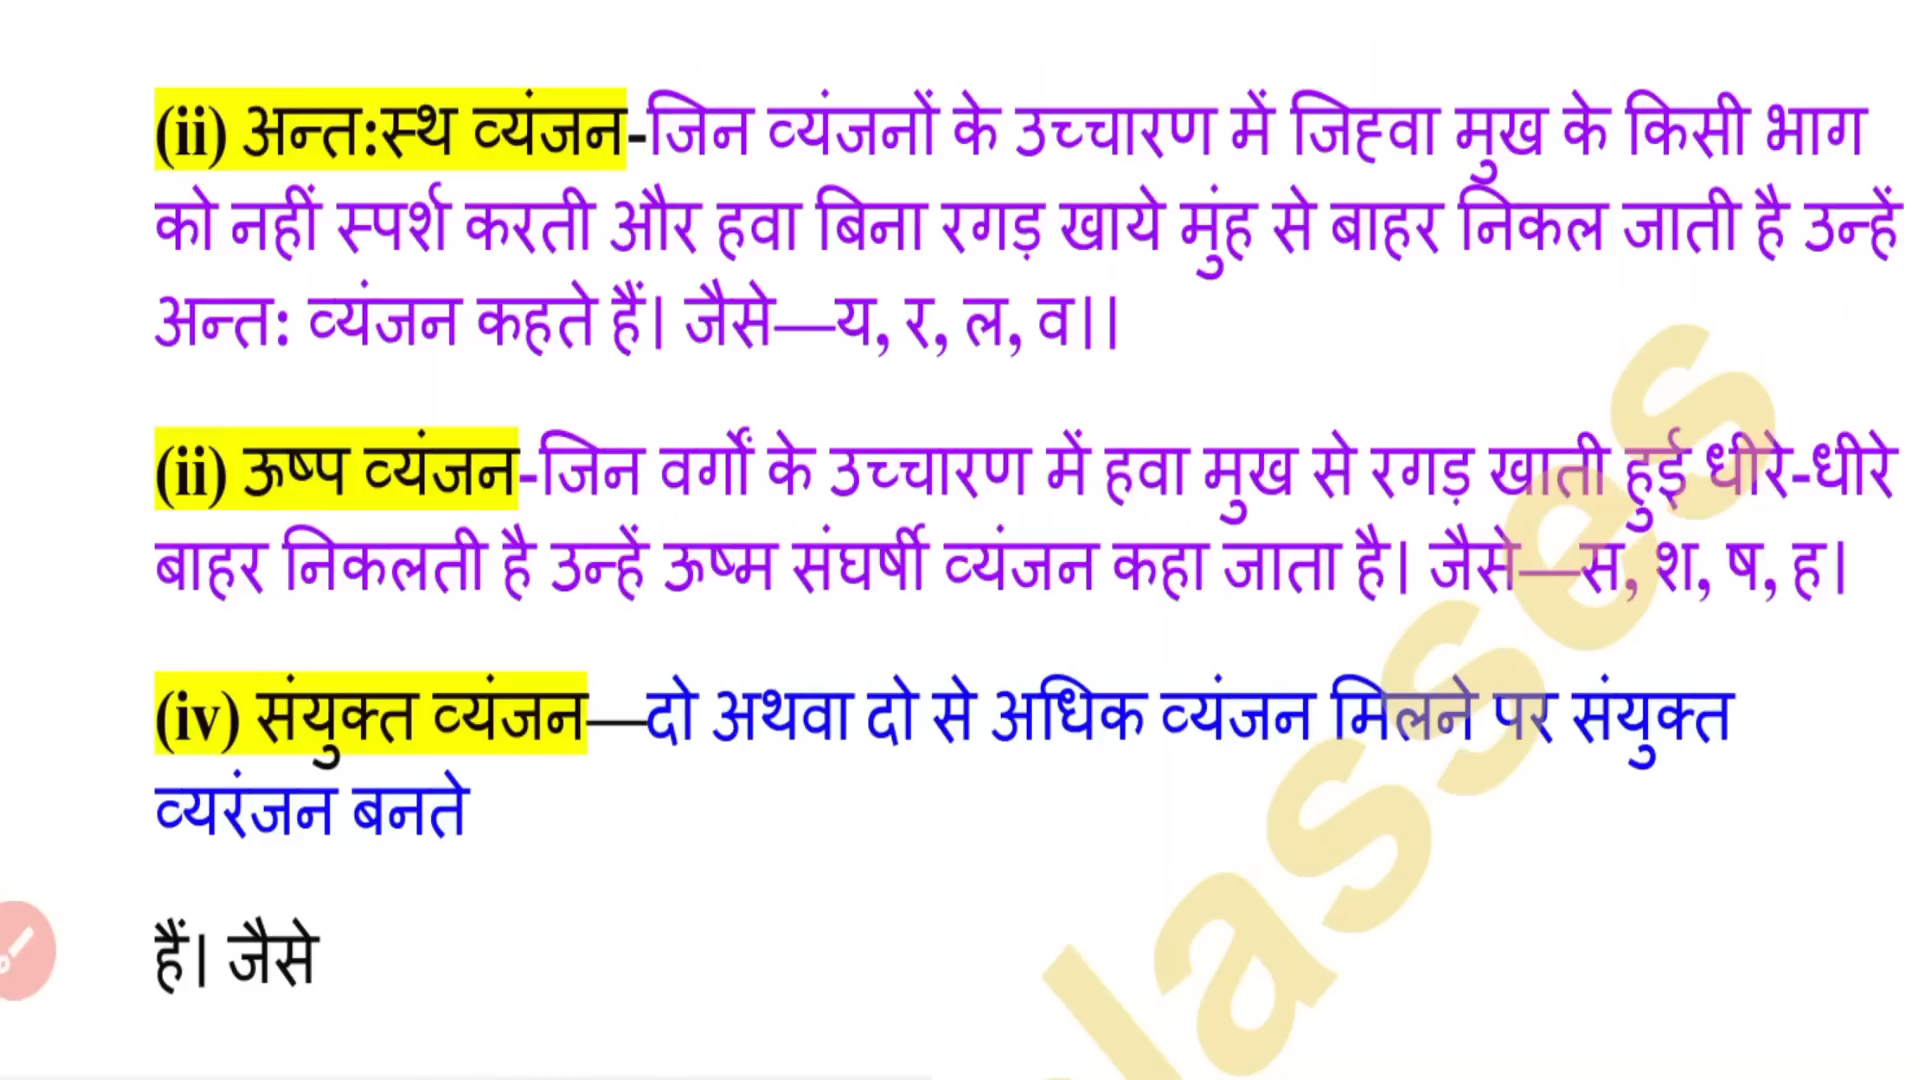 (ii) अन्त:स्थ व्यंजन-जिन व्यंजनों के उच्चारण में जिह्वा मुख के किसी भाग
को नहीं स्पर्श करती और हवा बिना रगड़ खाये मुंह से बाहर निकल जाती है उन्हें
अन्त: व्यंजन कहते हैं। जैसे—य, र, ल, व।।
(ii) ऊष्प व्यंजन-जिन वर्गों के उच्चारण में हवा मुख से रगड़ खाती हुई धीरे-धीरे
बाहर निकलती है उन्हें ऊष्म संघर्षी व्यंजन कहा जाता है। जैसे—स, श, ष, ह।
(iv) संयुक्त व्यंजन—दो अथवा दो से अधिक व्यंजन मिलने पर संयुक्त
व्यरंजन बनते
हैं। जैसे
lasses